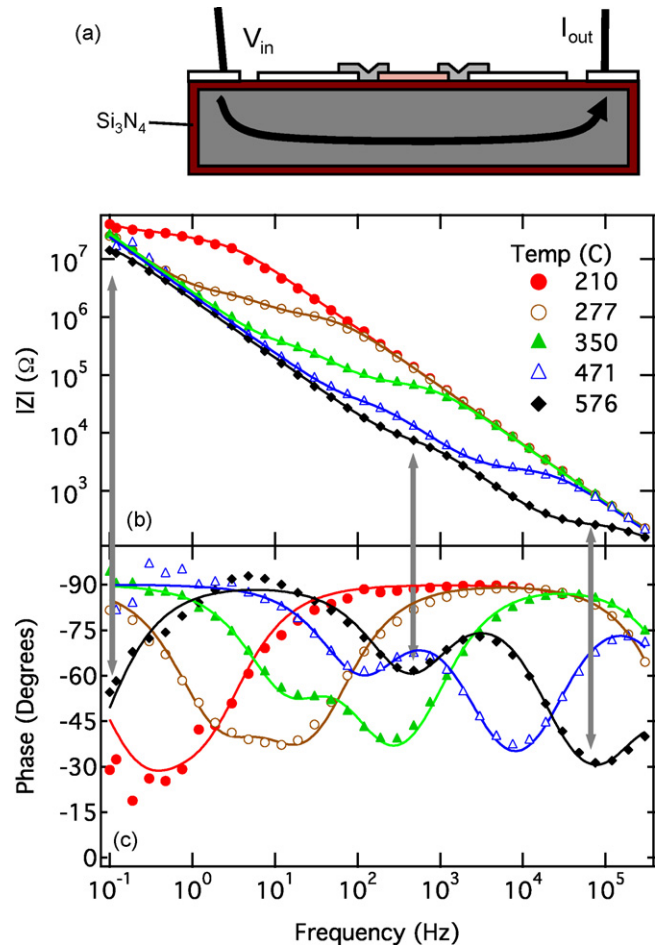 (a)
V_in
I_out
Si₃N₄
|Z| (Ω)
10⁷
10⁶
10⁵
10⁴
10³
Temp (C)
210
277
350
471
576
(b)
Phase (Degrees)
-90
-75
-60
-45
-30
-15
0
(c)
10⁻¹ 10⁰ 10¹ 10² 10³ 10⁴ 10⁵
Frequency (Hz)